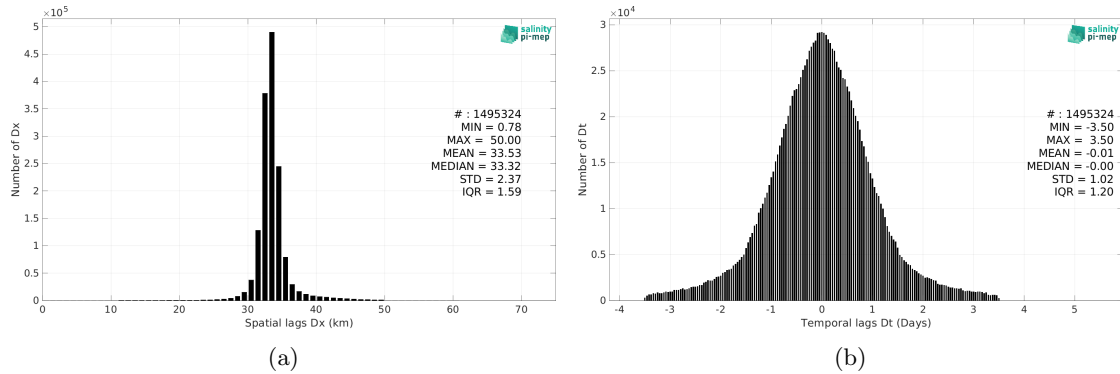 ×10⁵
5
4.5
4
3.5
3
2.5
2
1.5
1
0.5
0
Number of Dx
0 10 20 30 40 50 60 70
Spatial lags Dx (km)
salinity
pi-mep
# : 1495324
MIN = 0.78
MAX = 50.00
MEAN = 33.53
MEDIAN = 33.32
STD = 2.37
IQR = 1.59
(a)
×10⁴
3
2.5
2
1.5
1
0.5
0
Number of Dt
-4 -3 -2 -1 0 1 2 3 4 5
Temporal lags Dt (Days)
salinity
pi-mep
# : 1495324
MIN = -3.50
MAX = 3.50
MEAN = -0.01
MEDIAN = -0.00
STD = 1.02
IQR = 1.20
(b)